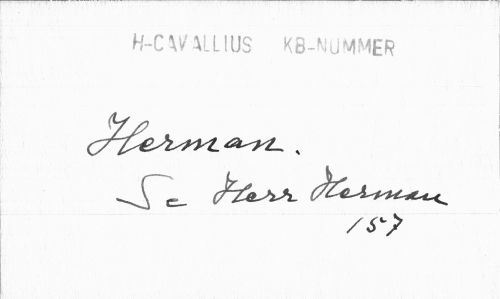 H-CAVALLIUS KB-NUMMER
Herman.
Se Herr Herman
157